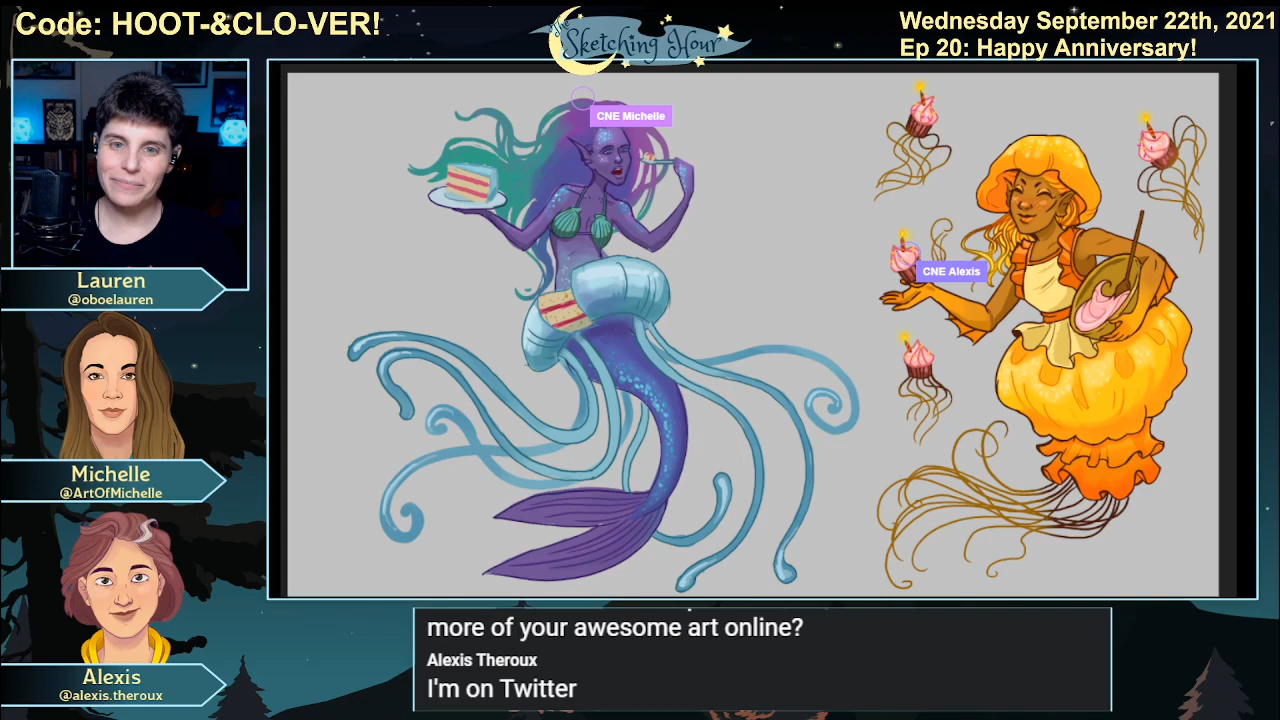 Code: HOOT-&CLO-VER!
The
Sketching Hour
Wednesday September 22th, 2021
Ep 20: Happy Anniversary!
CNE Michelle
CNE Alexis
Lauren
@oboelauren
Michelle
@ArtOfMichelle
Alexis
@alexis.theroux
more of your awesome art online?
Alexis Theroux
I'm on Twitter